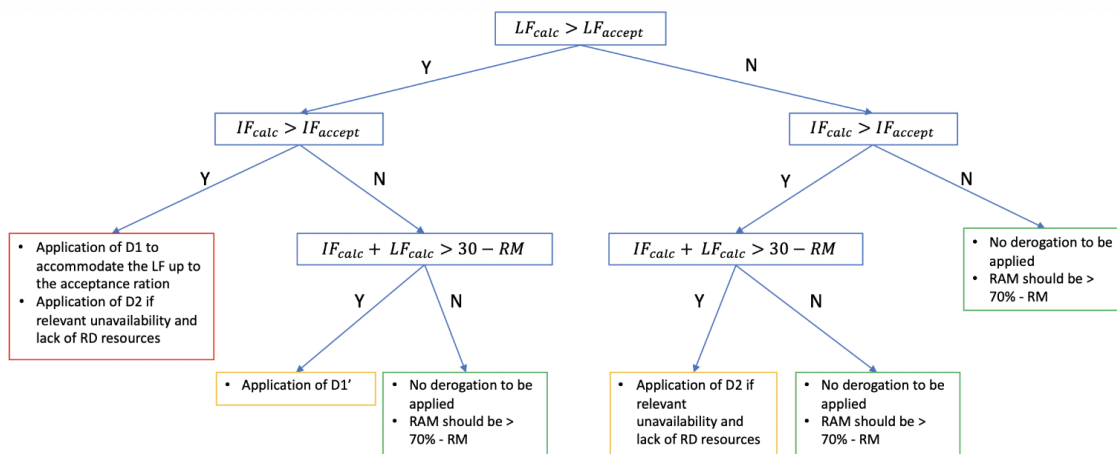 LF_calc > LF_accept
Y
N
IF_calc > IF_accept
IF_calc > IF_accept
Y
N
Y
N
• Application of D1 to
accommodate the LF up to
the acceptance ration
• Application of D2 if
relevant unavailability and
lack of RD resources
IF_calc + LF_calc > 30 − RM
IF_calc + LF_calc > 30 − RM
• No derogation to be
applied
• RAM should be >
70% - RM
Y
N
Y
N
• Application of D1'
• No derogation to be
applied
• RAM should be >
70% - RM
• Application of D2 if
relevant
unavailability and
lack of RD resources
• No derogation to be
applied
• RAM should be >
70% - RM